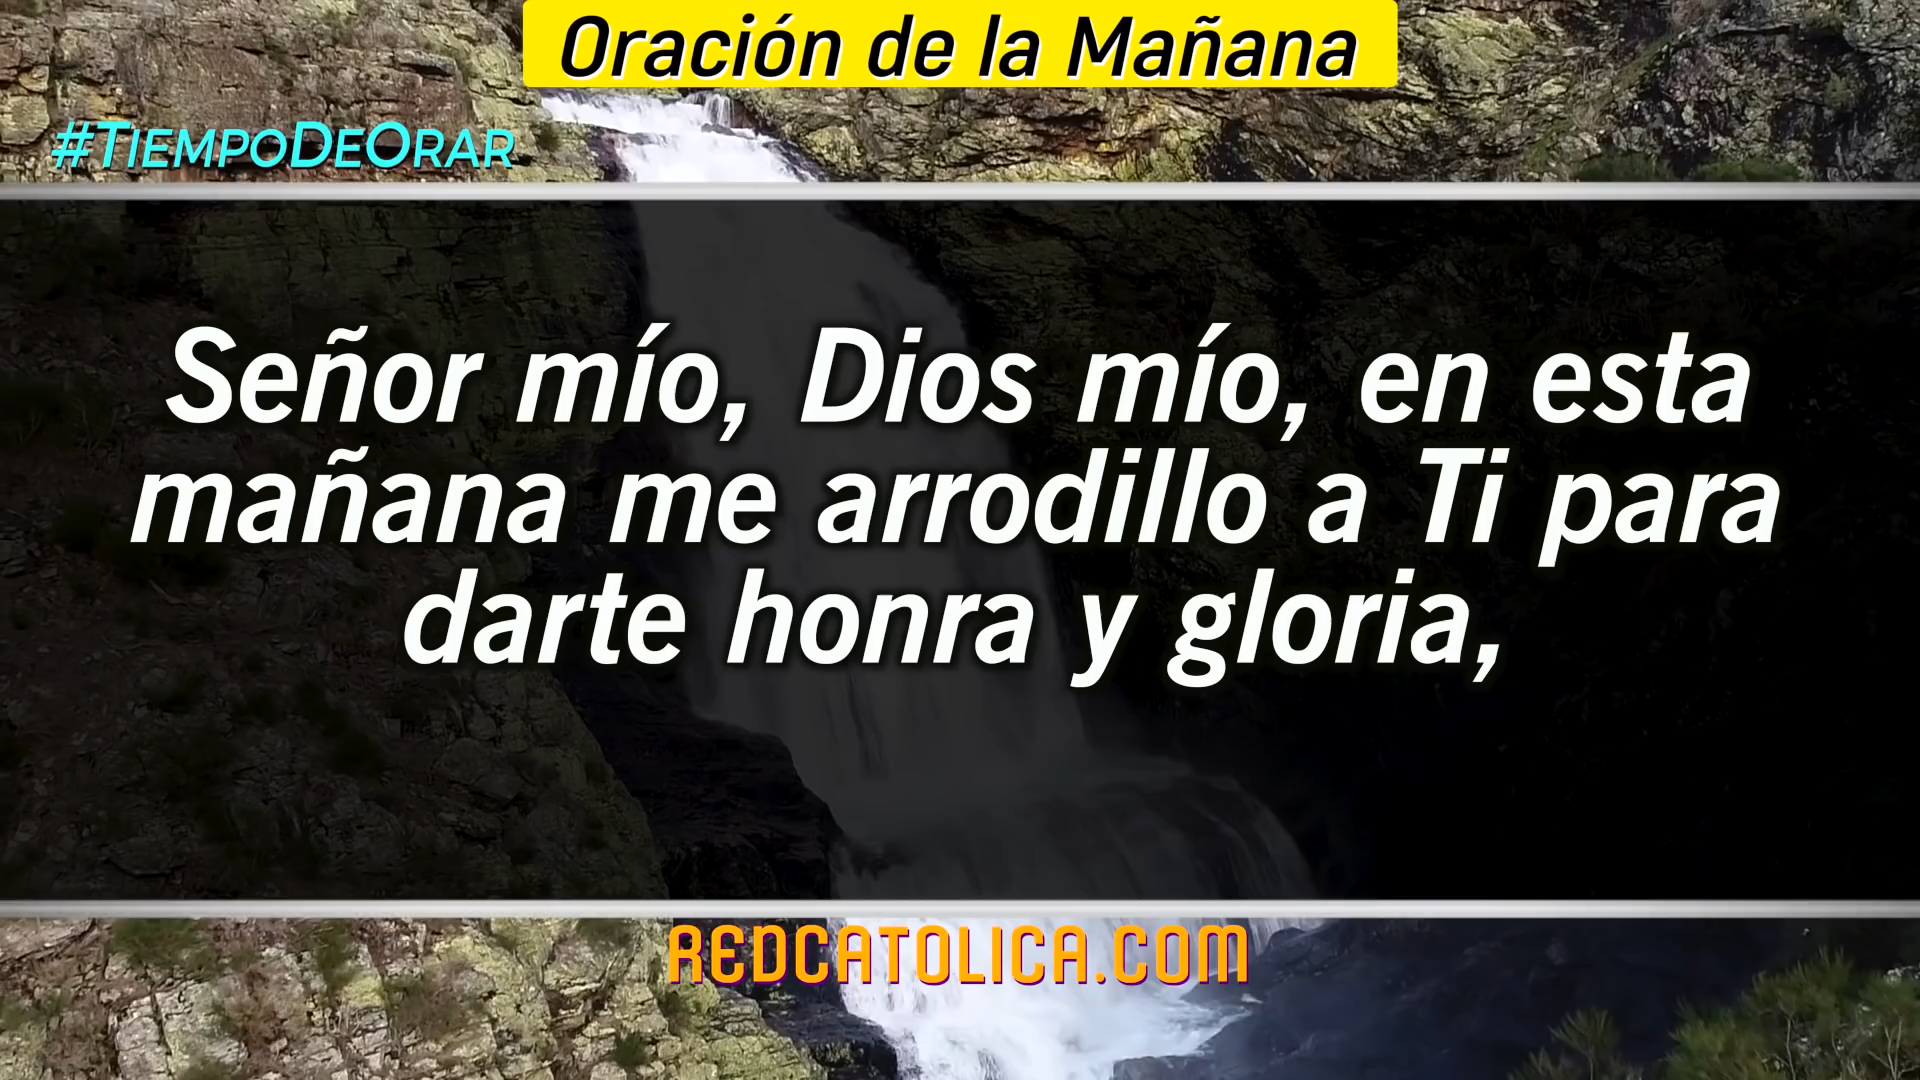 Oración de la Mañana
#TiempoDeOrar
Señor mío, Dios mío, en esta
mañana me arrodillo a Ti para
darte honra y gloria,
REDCATOLICA.COM